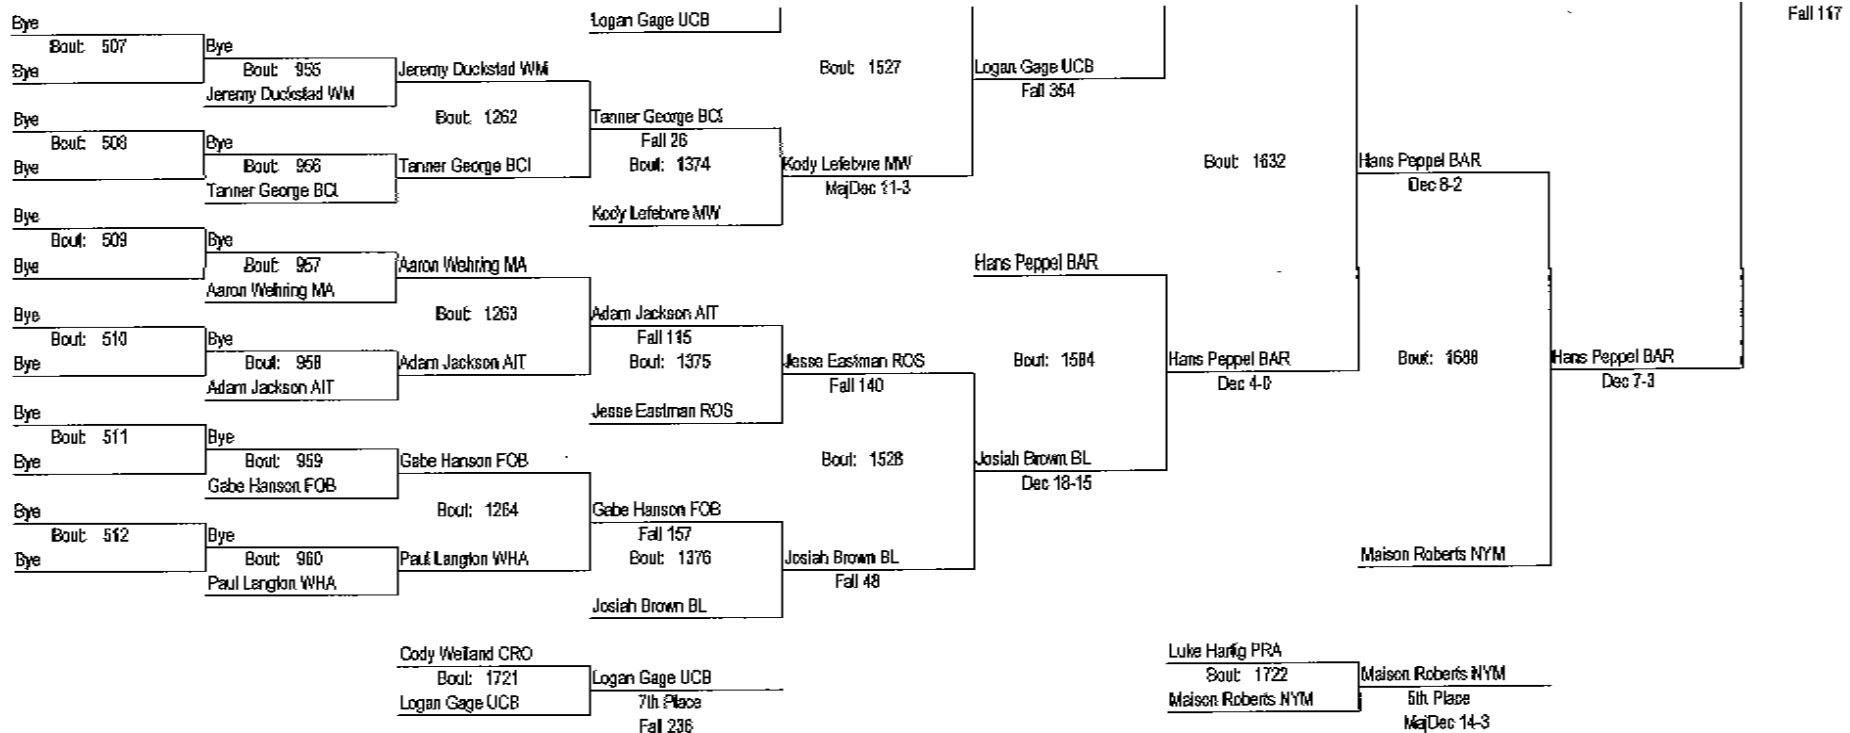 Bye
Bout: 507
Bye
Bye
Bout: 508
Bye
Bye
Bout: 509
Bye
Bye
Bout: 510
Bye
Bye
Bout: 511
Bye
Bye
Bout: 512
Bye
Bye
Bout: 955
Jeremy Duckstad WM
Bye
Bout: 956
Tanner George BCI
Bye
Bout: 957
Aaron Wehring MA
Bye
Bout: 958
Adam Jackson AIT
Bye
Bout: 959
Gabe Hanson FOB
Bye
Bout: 960
Paul Langton WHA
Jeremy Duckstad WM
Bout: 1262
Tanner George BCI
Aaron Wehring MA
Bout: 1263
Adam Jackson AIT
Gabe Hanson FOB
Bout: 1264
Paul Langton WHA
Logan Gage UCB
Tanner George BCI
Fall 26
Bout: 1374
Kody Lefebvre MW
Adam Jackson AIT
Fall 115
Bout: 1375
Jesse Eastman ROS
Gabe Hanson FOB
Fall 157
Bout: 1376
Josiah Brown BL
Bout: 1527
Kody Lefebvre MW
MajDec 11-3
Jesse Eastman ROS
Fall 140
Bout: 1528
Josiah Brown BL
Fall 48
Logan Gage UCB
Fall 354
Hans Peppel BAR
Bout: 1584
Josiah Brown BL
Dec 18-15
Bout: 1632
Hans Peppel BAR
Dec 4-0
Hans Peppel BAR
Dec 8-2
Bout: 1688
Maison Roberts NYM
Hans Peppel BAR
Dec 7-3
Fall 117
Cody Weiland CRO
Bout: 1721
Logan Gage UCB
Logan Gage UCB
7th Place
Fall 236
Luke Hartig PRA
Bout: 1722
Maison Roberts NYM
Maison Roberts NYM
5th Place
MajDec 14-3